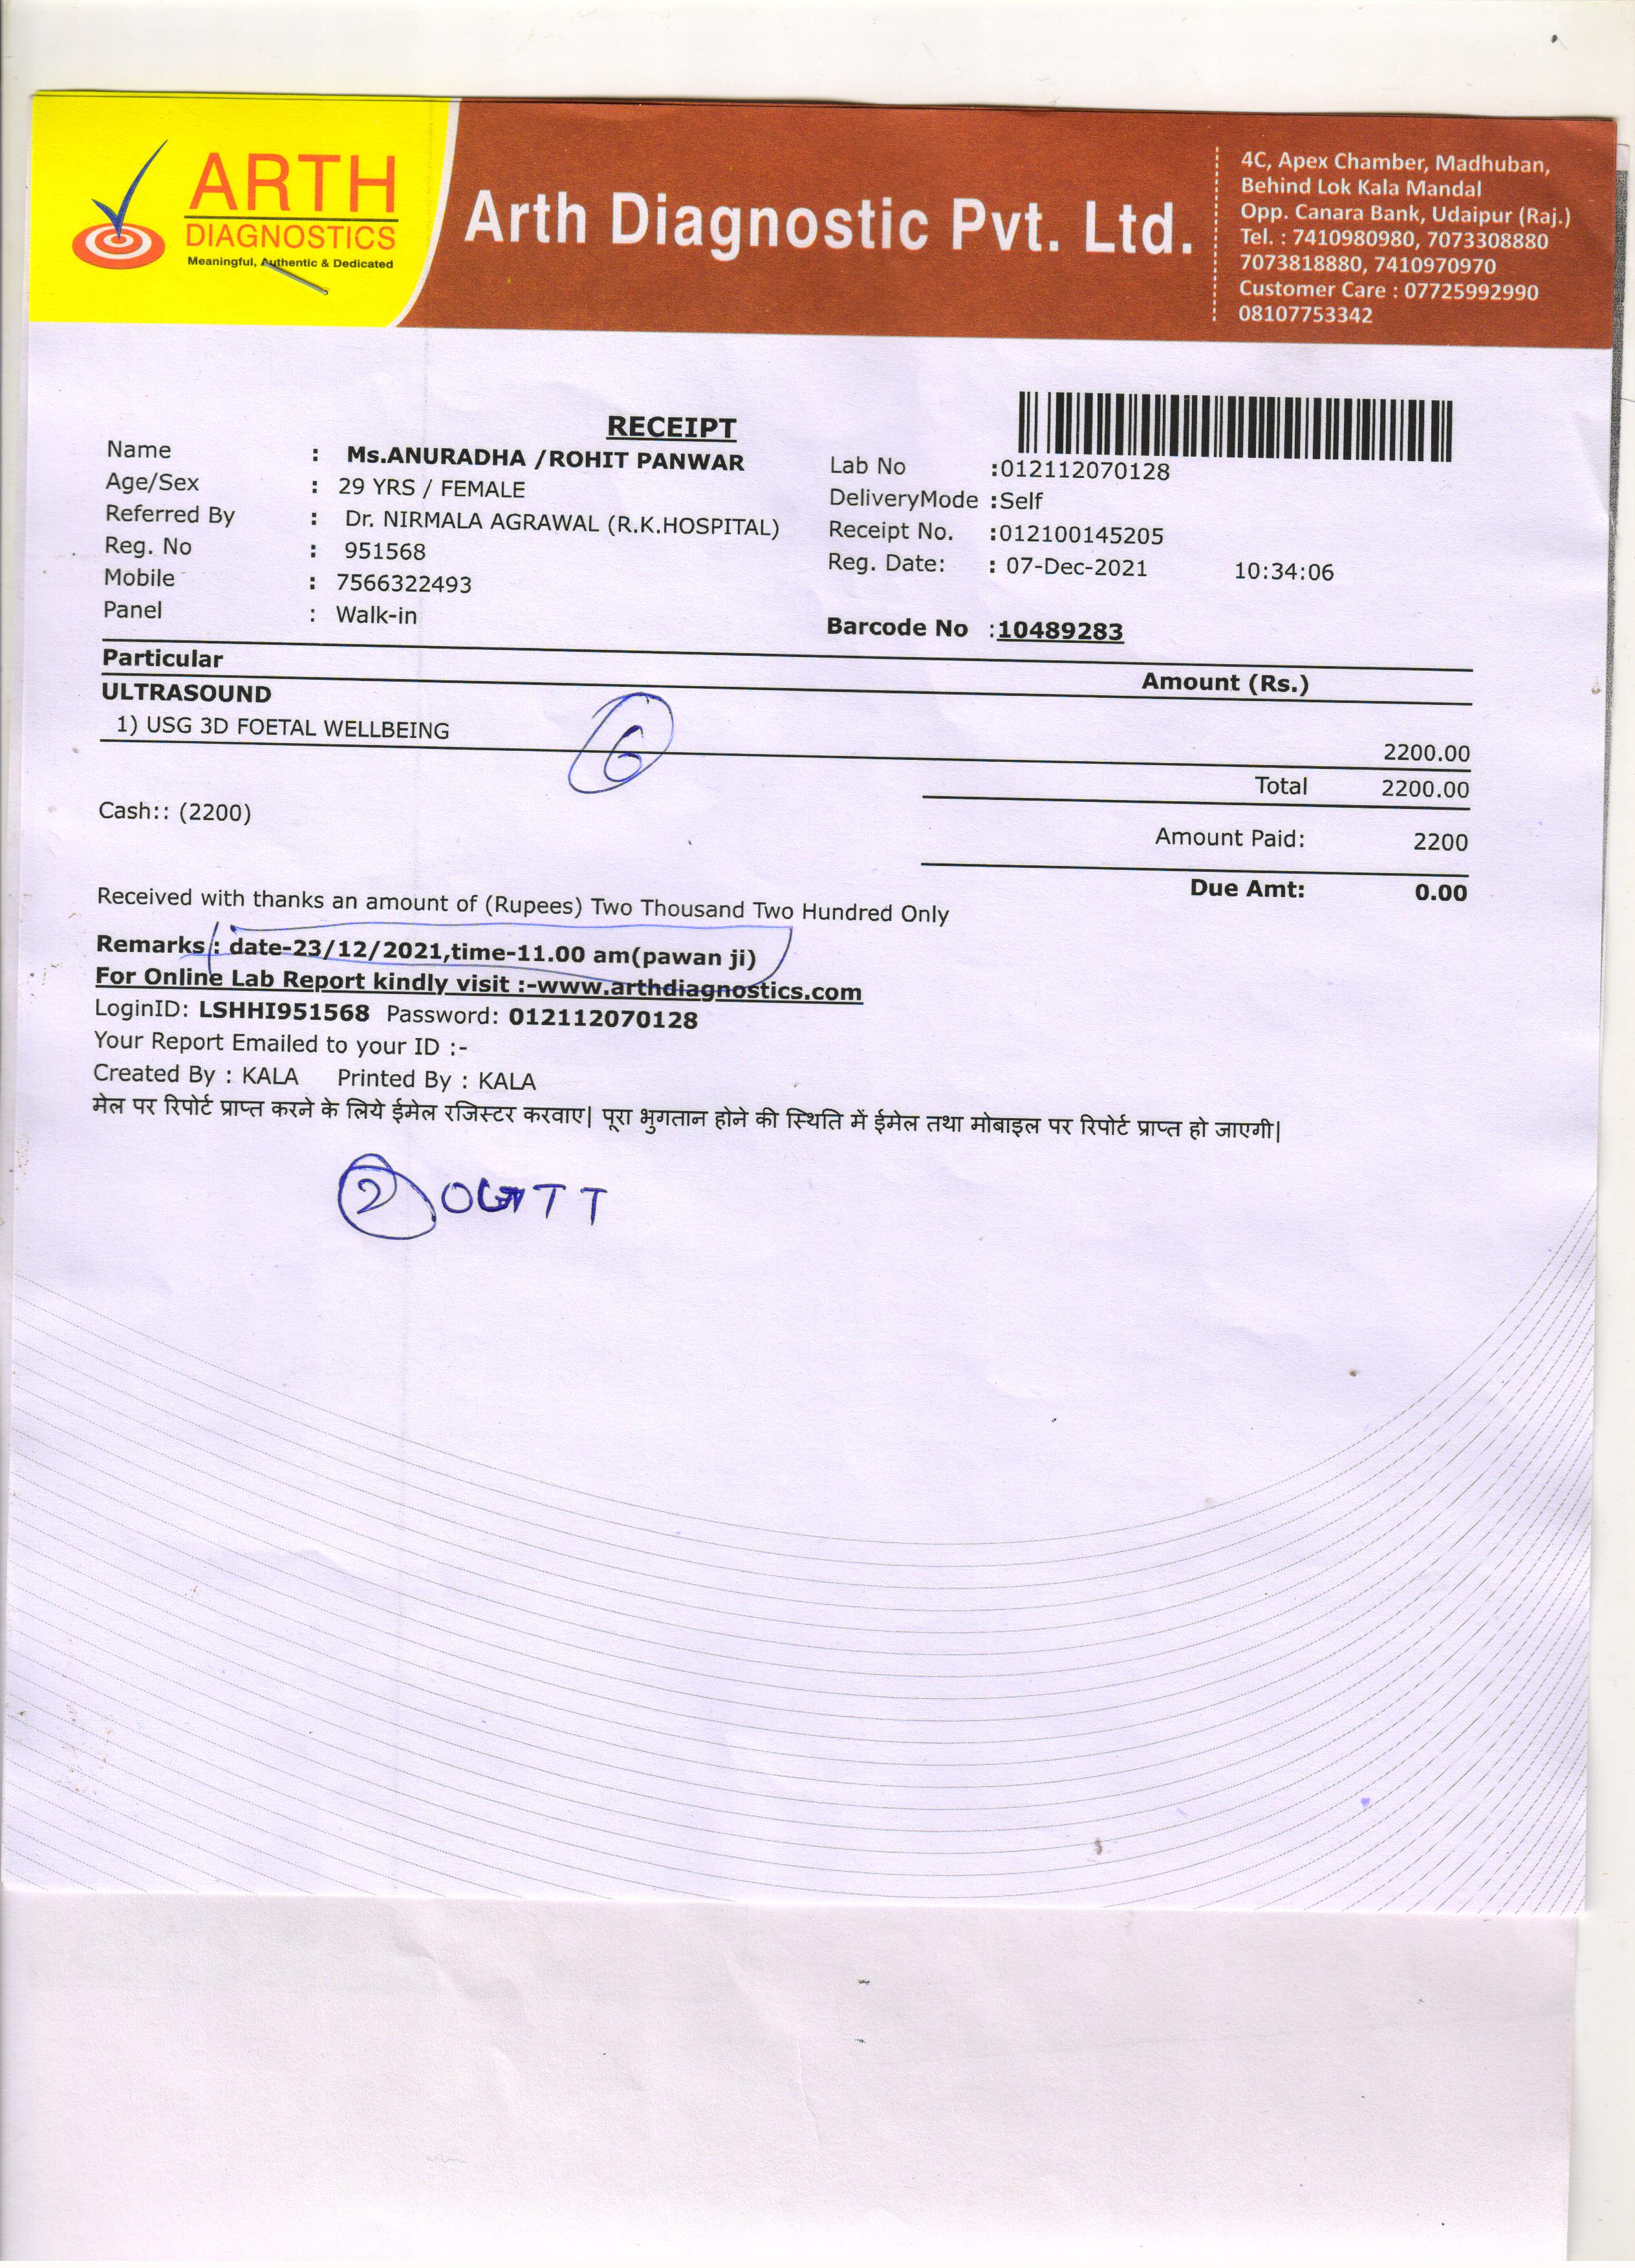 ARTH
DIAGNOSTICS
Meaningful, Authentic & Dedicated
Arth Diagnostic Pvt. Ltd.
4C, Apex Chamber, Madhuban,
Behind Lok Kala Mandal
Opp. Canara Bank, Udaipur (Raj.)
Tel. : 7410980980, 7073308880
7073818880, 7410970970
Customer Care : 07725992990
08107753342
RECEIPT
Name : Ms.ANURADHA /ROHIT PANWAR
Age/Sex : 29 YRS / FEMALE
Referred By : Dr. NIRMALA AGRAWAL (R.K.HOSPITAL)
Reg. No : 951568
Mobile : 7566322493
Panel : Walk-in
Lab No :012112070128
DeliveryMode :Self
Receipt No. :012100145205
Reg. Date: : 07-Dec-2021 10:34:06
Barcode No :10489283
Particular Amount (Rs.)
ULTRASOUND
1) USG 3D FOETAL WELLBEING 2200.00
6
Total 2200.00
Cash:: (2200)
Amount Paid: 2200
Due Amt: 0.00
Received with thanks an amount of (Rupees) Two Thousand Two Hundred Only
Remarks : date-23/12/2021,time-11.00 am(pawan ji)
For Online Lab Report kindly visit :-www.arthdiagnostics.com
LoginID: LSHHI951568 Password: 012112070128
Your Report Emailed to your ID :-
Created By : KALA Printed By : KALA
मेल पर रिपोर्ट प्राप्त करने के लिये ईमेल रजिस्टर करवाए| पूरा भुगतान होने की स्थिति में ईमेल तथा मोबाइल पर रिपोर्ट प्राप्त हो जाएगी|
2 OGTT